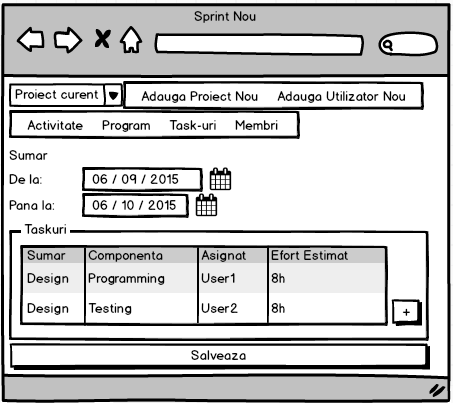 Sprint Nou
Proiect curent Adauga Proiect Nou Adauga Utilizator Nou
Activitate Program Task-uri Membri
Sumar
De la: 06 / 09 / 2015
Pana la: 06 / 10 / 2015
Taskuri
Sumar Componenta Asignat Efort Estimat
Design Programming User1 8h
Design Testing User2 8h
+
Salveaza